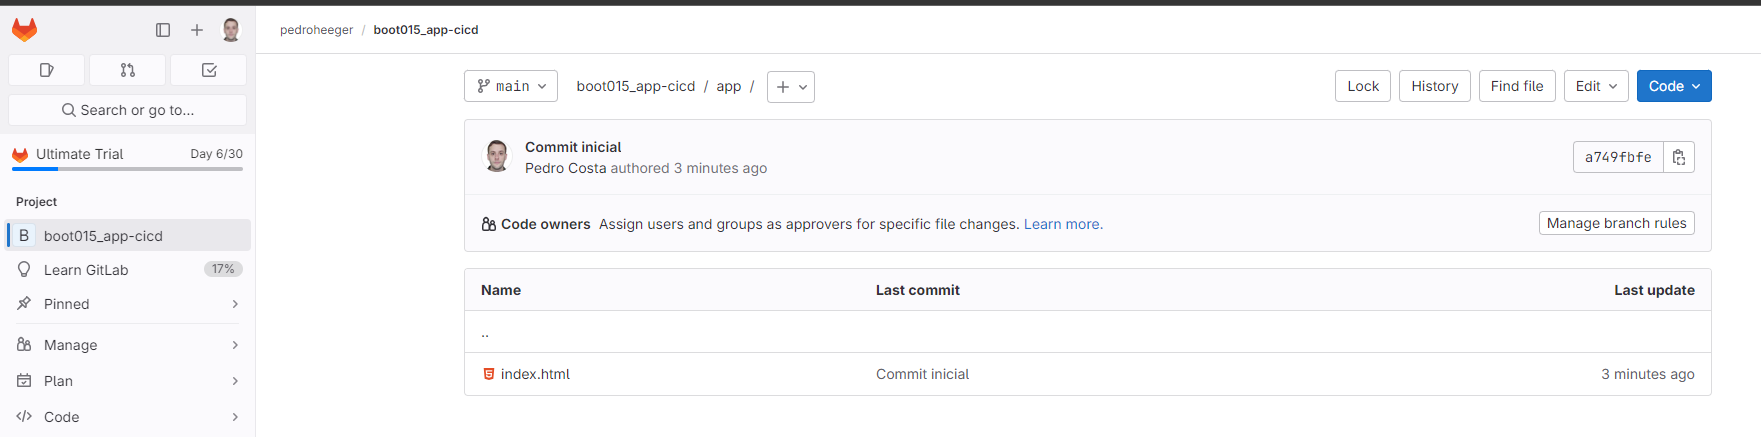 pedroheeger / boot015_app-cicd
Search or go to...
Ultimate Trial Day 6/30
Project
B boot015_app-cicd
Learn GitLab 17%
Pinned
Manage
Plan
Code
main boot015_app-cicd / app / +
Lock History Find file Edit Code
Commit inicial
Pedro Costa authored 3 minutes ago
a749fbfe
Code owners Assign users and groups as approvers for specific file changes. Learn more.
Manage branch rules
Name Last commit Last update
..
index.html Commit inicial 3 minutes ago